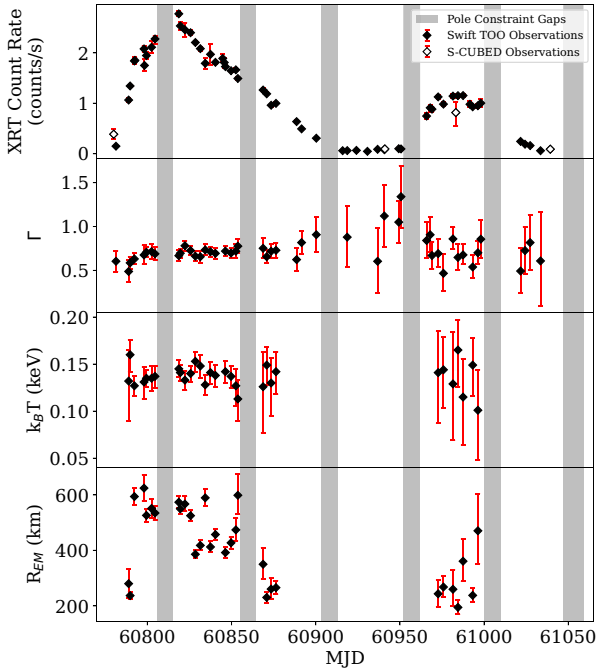 Pole Constraint Gaps
Swift TOO Observations
S-CUBED Observations
XRT Count Rate
(counts/s)
2
1
0
Γ
1.5
1.0
0.5
k_BT (keV)
0.20
0.15
0.10
0.05
R_EM (km)
600
400
200
60800 60850 60900 60950 61000 61050
MJD